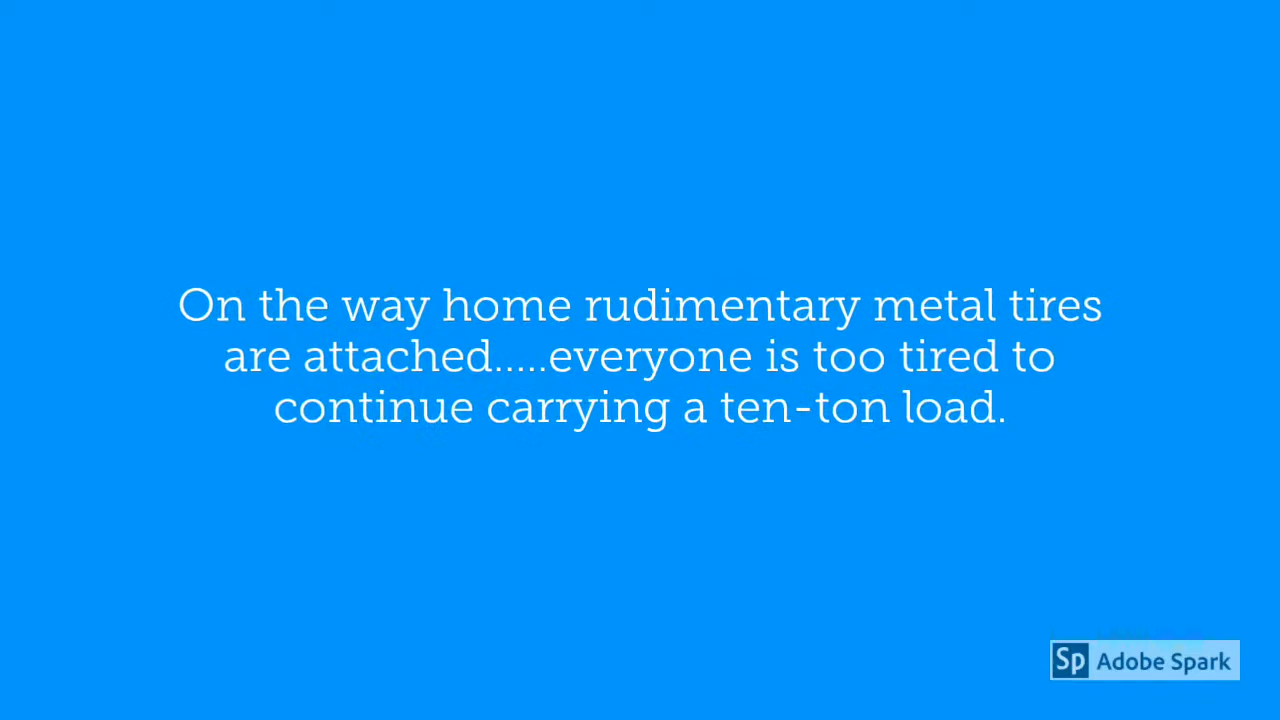 On the way home rudimentary metal tires
are attached.....everyone is too tired to
continue carrying a ten-ton load.
Sp Adobe Spark